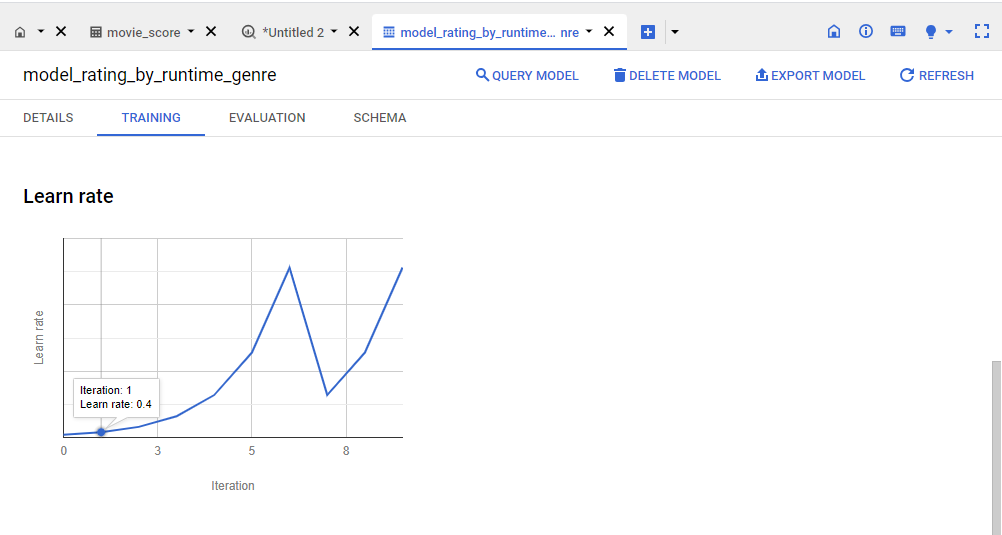 movie_score *Untitled 2 model_rating_by_runtime... nre
model_rating_by_runtime_genre QUERY MODEL DELETE MODEL EXPORT MODEL REFRESH
DETAILS TRAINING EVALUATION SCHEMA
Learn rate
Learn rate
Iteration: 1
Learn rate: 0.4
0 3 5 8
Iteration